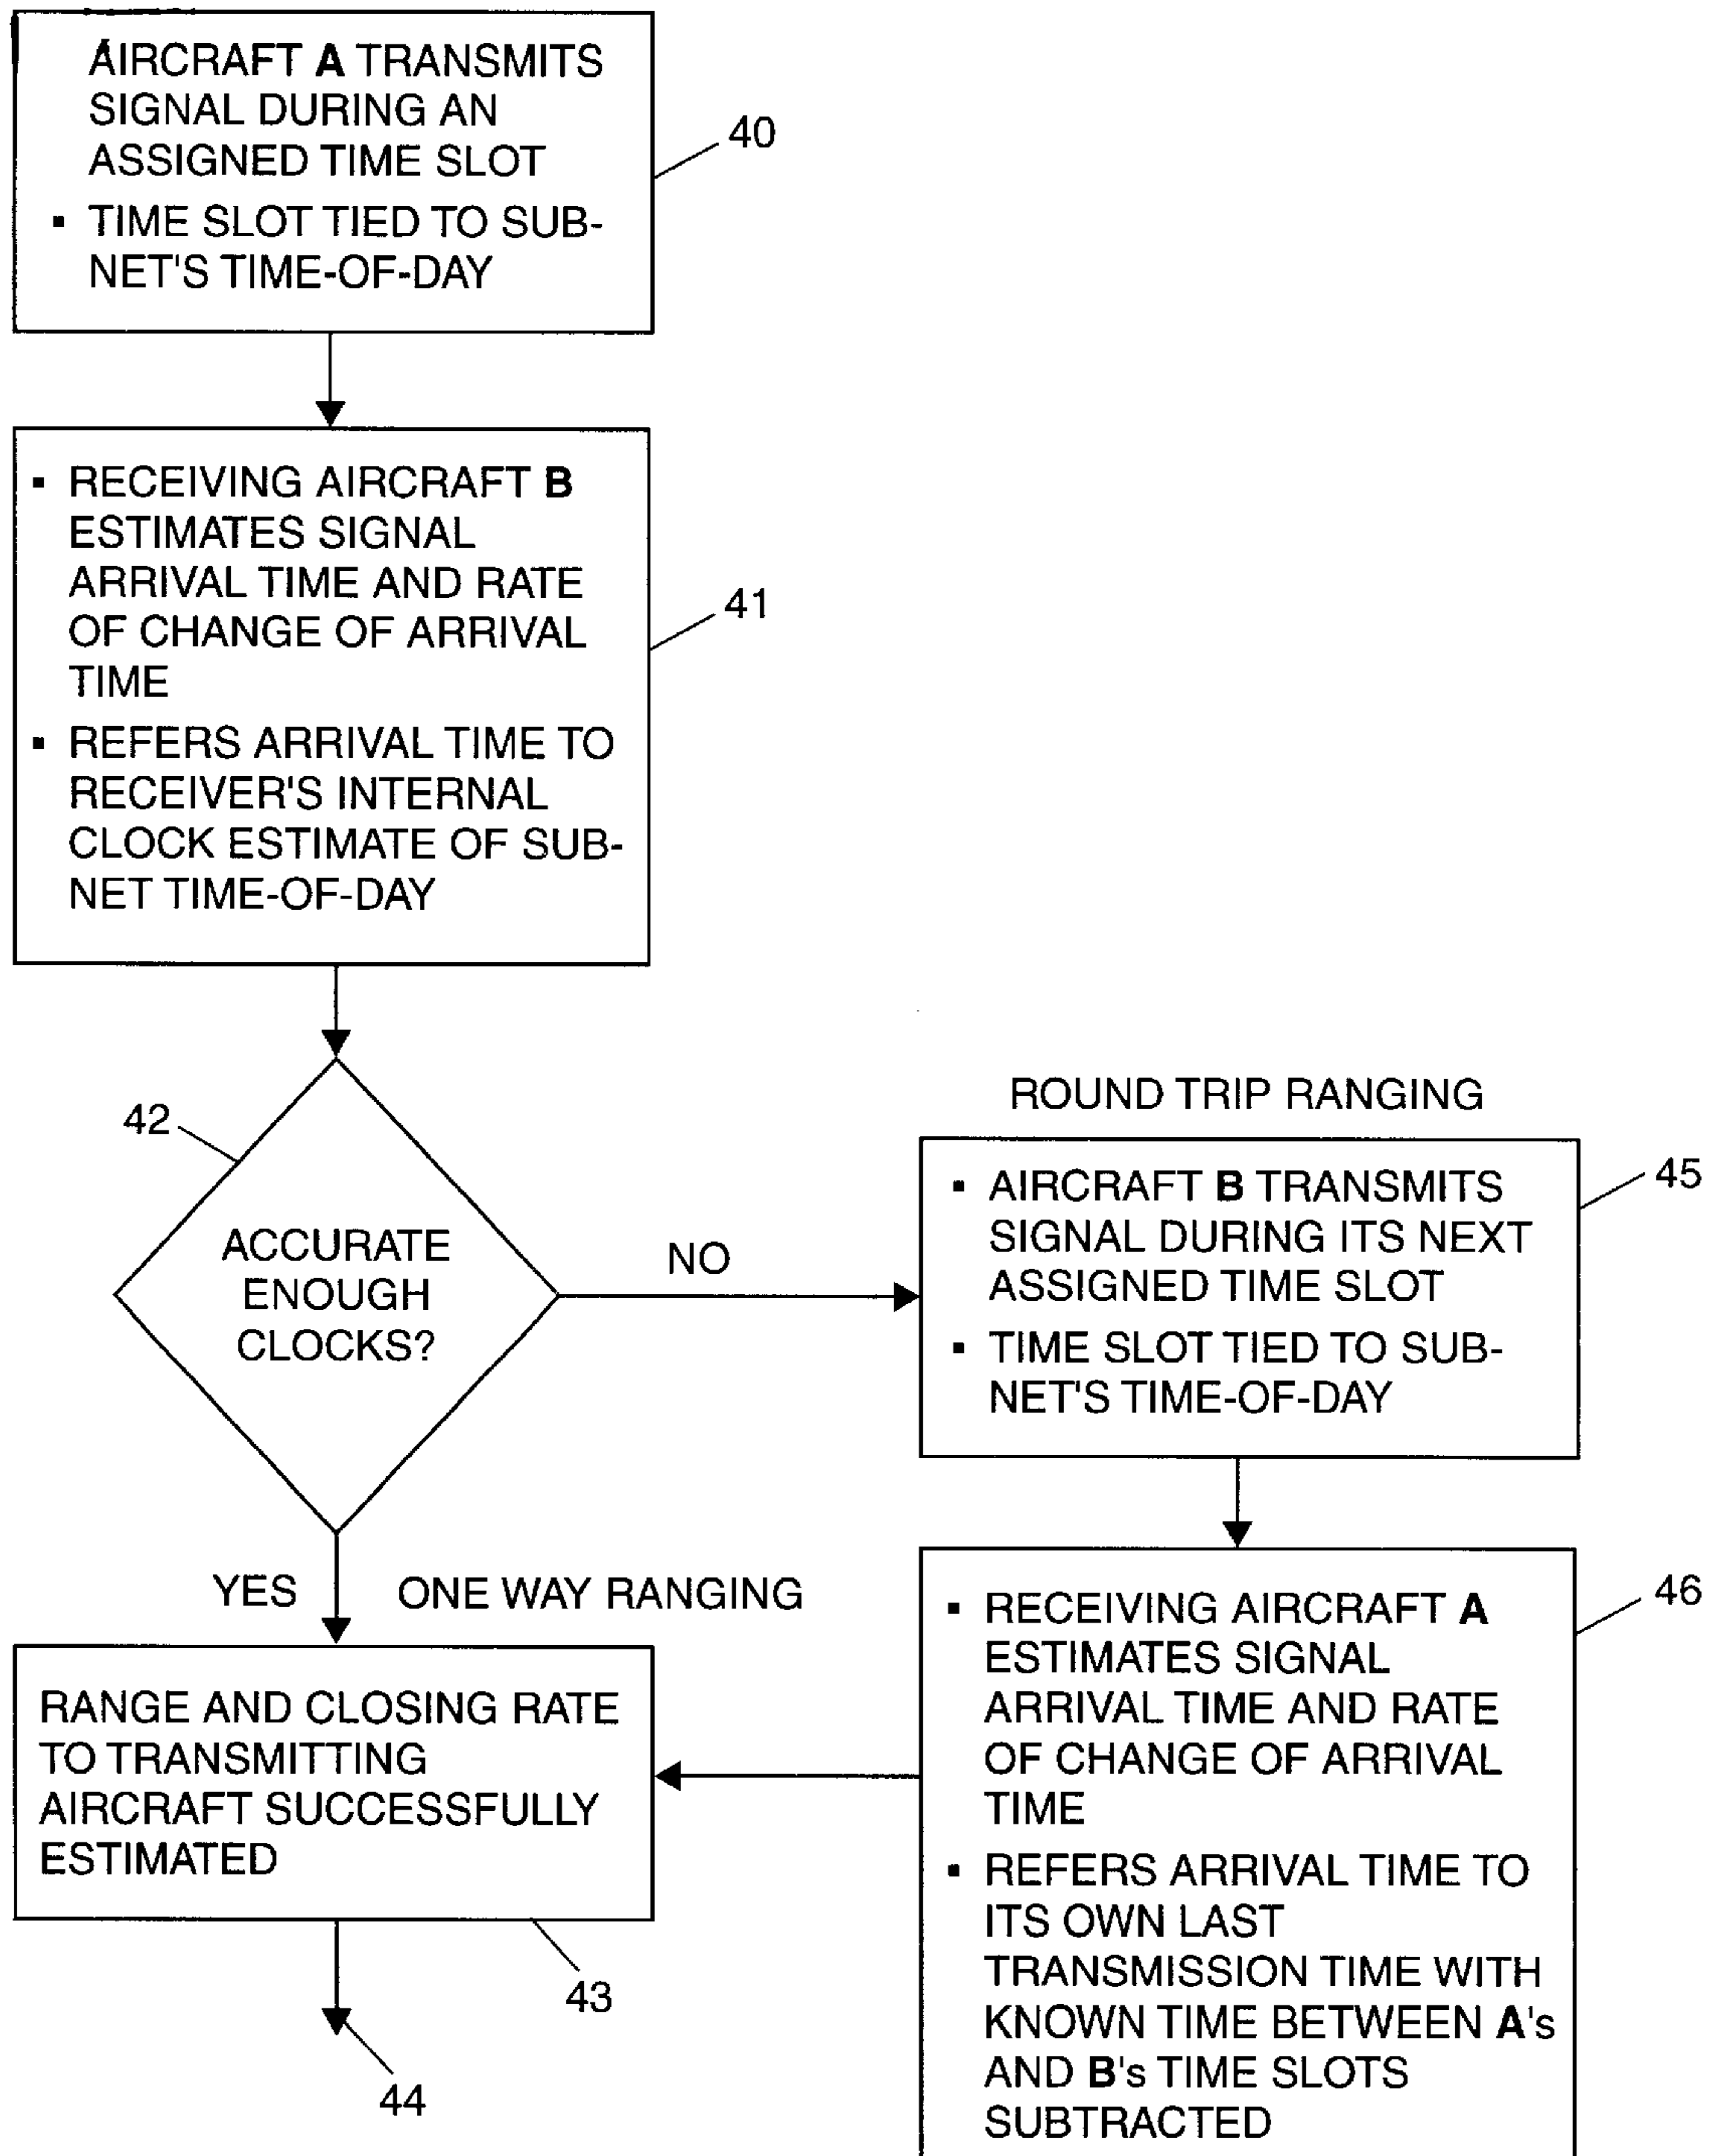 AIRCRAFT A TRANSMITS
SIGNAL DURING AN
ASSIGNED TIME SLOT
▪ TIME SLOT TIED TO SUB-
NET'S TIME-OF-DAY
40
▪ RECEIVING AIRCRAFT B
ESTIMATES SIGNAL
ARRIVAL TIME AND RATE
OF CHANGE OF ARRIVAL
TIME
▪ REFERS ARRIVAL TIME TO
RECEIVER'S INTERNAL
CLOCK ESTIMATE OF SUB-
NET TIME-OF-DAY
41
42
ACCURATE
ENOUGH
CLOCKS?
NO
YES
ONE WAY RANGING
ROUND TRIP RANGING
▪ AIRCRAFT B TRANSMITS
SIGNAL DURING ITS NEXT
ASSIGNED TIME SLOT
▪ TIME SLOT TIED TO SUB-
NET'S TIME-OF-DAY
45
▪ RECEIVING AIRCRAFT A
ESTIMATES SIGNAL
ARRIVAL TIME AND RATE
OF CHANGE OF ARRIVAL
TIME
▪ REFERS ARRIVAL TIME TO
ITS OWN LAST
TRANSMISSION TIME WITH
KNOWN TIME BETWEEN A's
AND B's TIME SLOTS
SUBTRACTED
46
RANGE AND CLOSING RATE
TO TRANSMITTING
AIRCRAFT SUCCESSFULLY
ESTIMATED
43
44